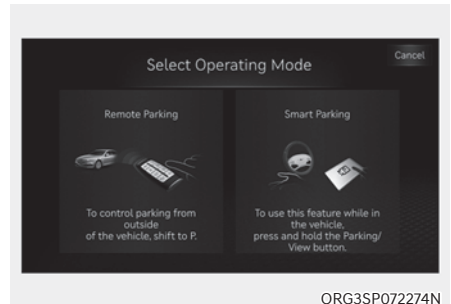 Select Operating Mode
Cancel
Remote Parking
To control parking from
outside
of the vehicle, shift to P.
Smart Parking
To use this feature while in
the vehicle,
press and hold the Parking/
View button.
ORG3SP072274N